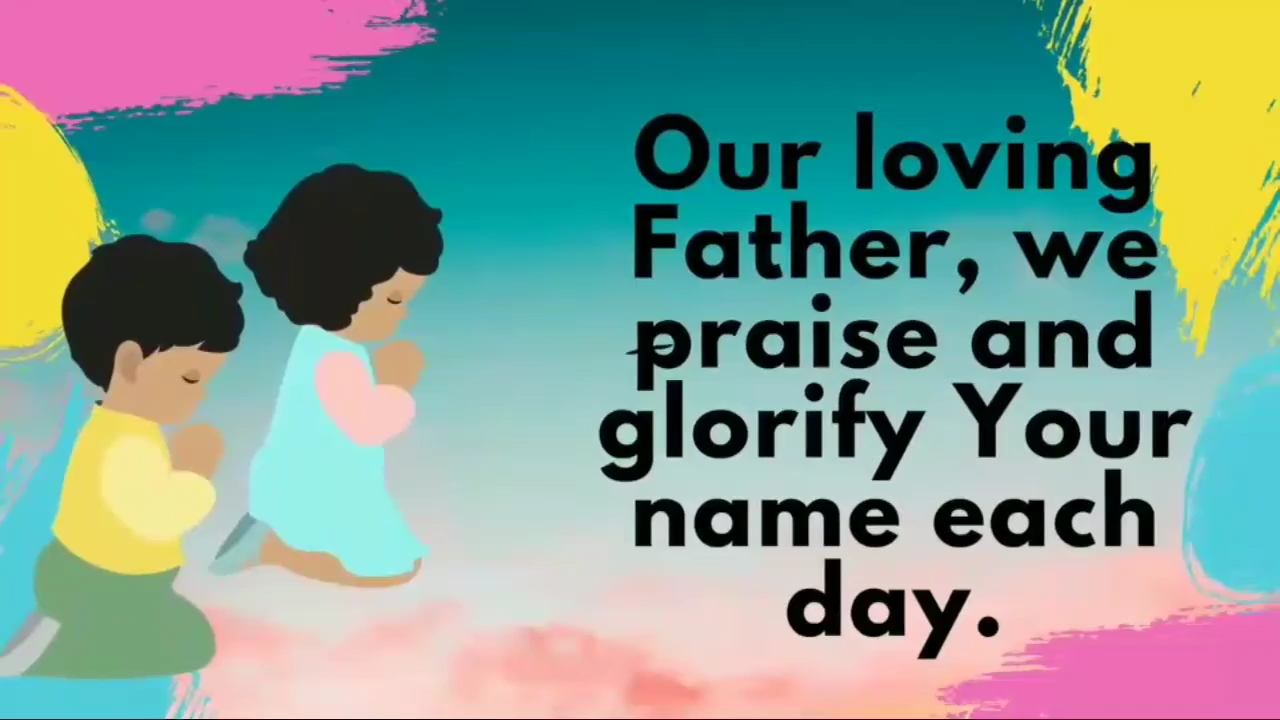 Our loving
Father, we
praise and
glorify Your
name each
day.